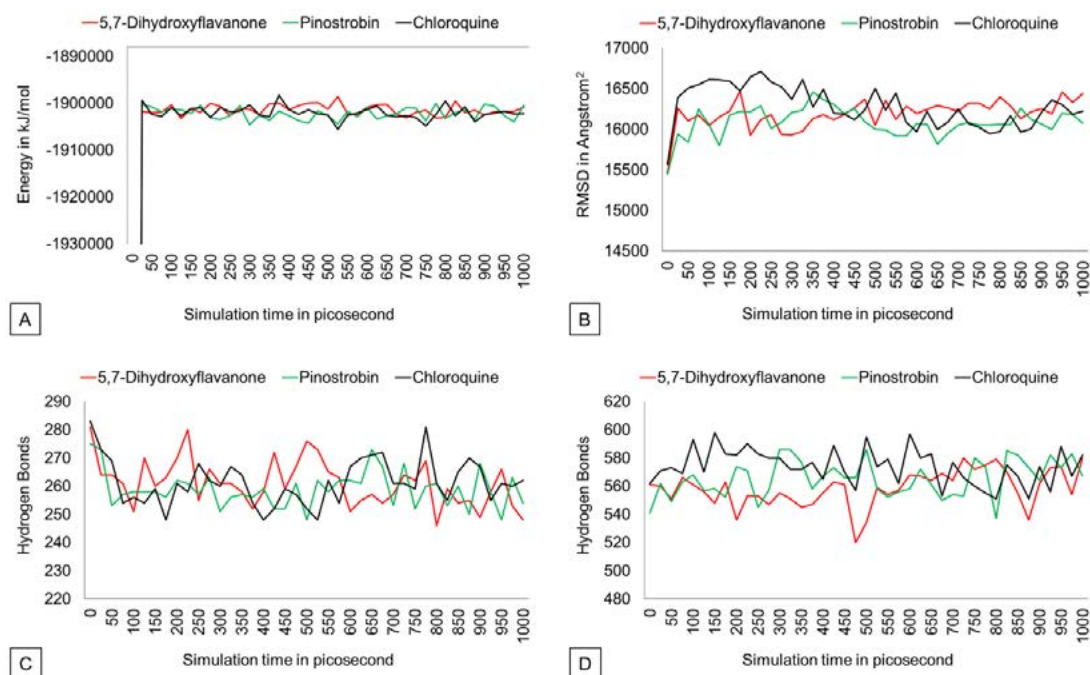 5,7-Dihydroxyflavanone Pinostrobin Chloroquine
Energy in kJ/mol
-1890000
-1900000
-1910000
-1920000
-1930000
0 50 100 150 200 250 300 350 400 450 500 550 600 650 700 750 800 850 900 950 1000
Simulation time in picosecond
A
5,7-Dihydroxyflavanone Pinostrobin Chloroquine
RMSD in Angstrom²
17000
16500
16000
15500
15000
14500
0 50 100 150 200 250 300 350 400 450 500 550 600 650 700 750 800 850 900 950 1000
Simulation time in picosecond
B
5,7-Dihydroxyflavanone Pinostrobin Chloroquine
Hydrogen Bonds
290
280
270
260
250
240
230
220
0 50 100 150 200 250 300 350 400 450 500 550 600 650 700 750 800 850 900 950 1000
Simulation time in picosecond
C
5,7-Dihydroxyflavanone Pinostrobin Chloroquine
Hydrogen Bonds
620
600
580
560
540
520
500
480
0 50 100 150 200 250 300 350 400 450 500 550 600 650 700 750 800 850 900 950 1000
Simulation time in picosecond
D